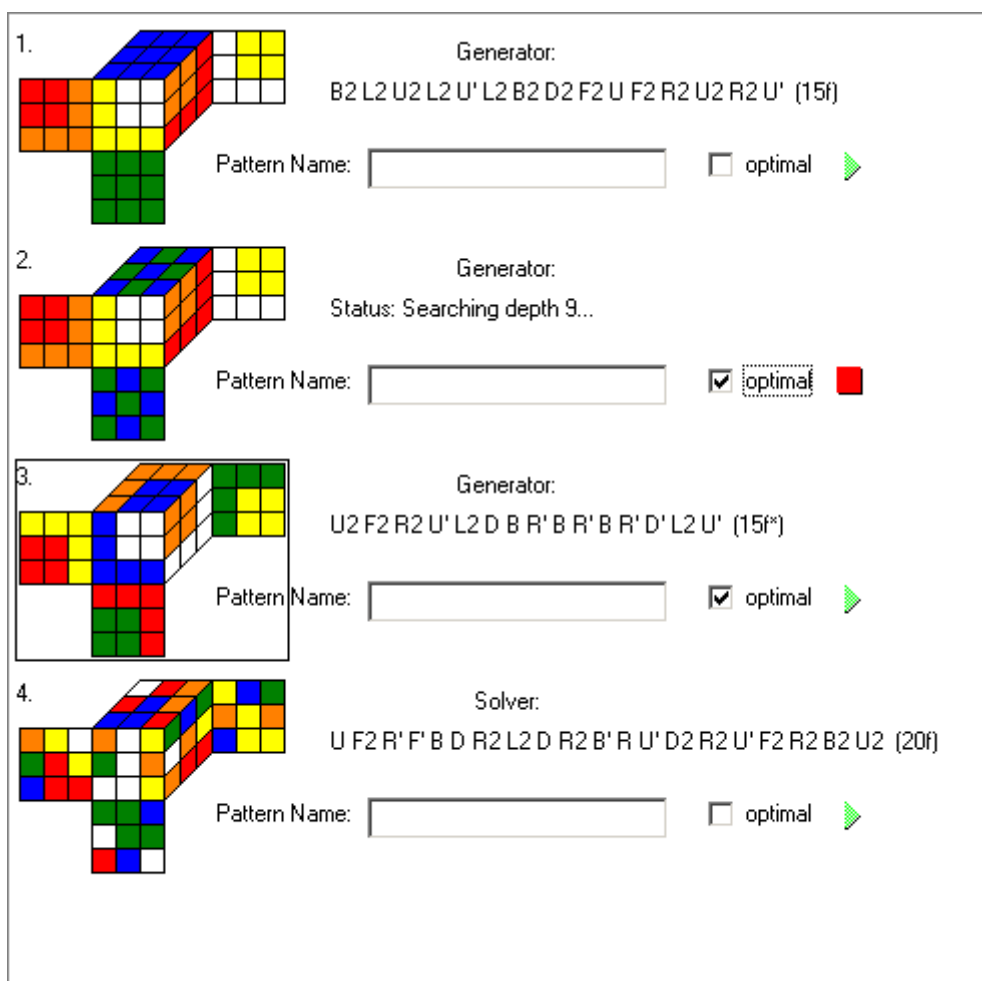 1.
Generator:
B2 L2 U2 L2 U' L2 B2 D2 F2 U F2 R2 U2 R2 U' (15f)
Pattern Name:
optimal
2.
Generator:
Status: Searching depth 9...
Pattern Name:
optimal
3.
Generator:
U2 F2 R2 U' L2 D B R' B R' B R' D' L2 U' (15f*)
Pattern Name:
optimal
4.
Solver:
U F2 R' F' B D R2 L2 D R2 B' R U' D2 R2 U' F2 R2 B2 U2 (20f)
Pattern Name:
optimal